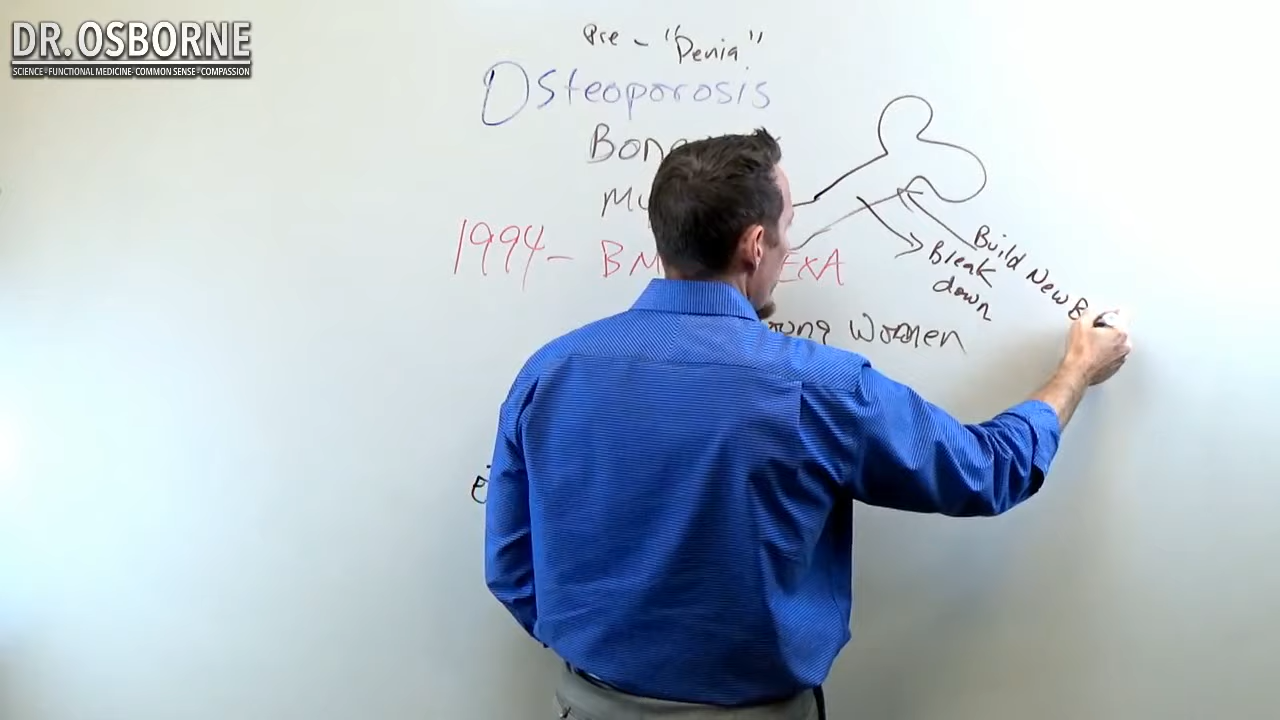 DR. OSBORNE
SCIENCE - FUNCTIONAL MEDICINE - COMMON SENSE - COMPASSION
Pre - "Penia"
Osteoporosis
Bone
1994 - BM EXA
Build New B
Break
down
oung Women